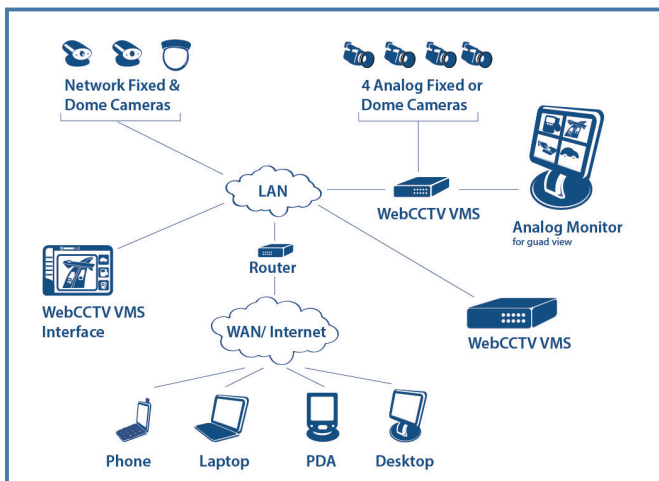 Network Fixed &
Dome Cameras
4 Analog Fixed or
Dome Cameras
LAN
WebCCTV VMS
Analog Monitor
for guad view
Router
WebCCTV VMS
Interface
WAN/ Internet
WebCCTV VMS
Phone
Laptop
PDA
Desktop